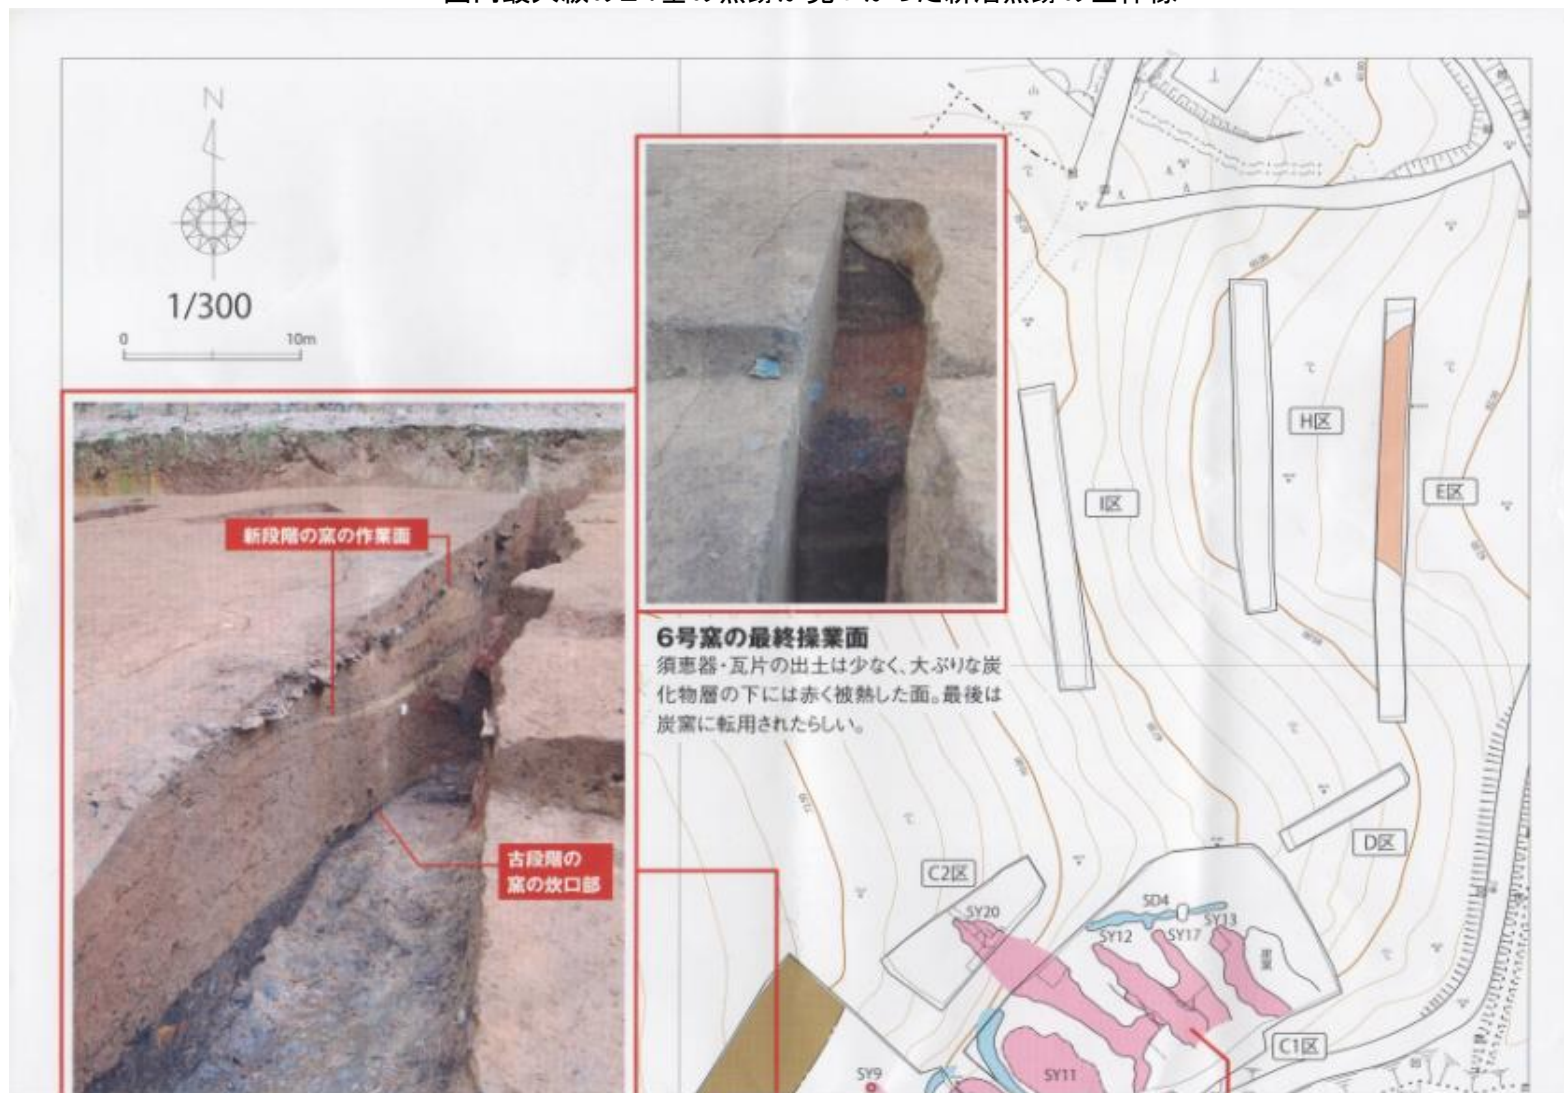 N
1/300
0 10m
新段階の窯の作業面
古段階の
窯の炊口部
6号窯の最終操業面
須恵器・瓦片の出土は少なく、大ぶりな炭
化物層の下には赤く被熱した面。最後は
炭窯に転用されたらしい。
I区
H区
E区
D区
C2区
SY20
SD4
SY12
SY17
SY13
C1区
SY11
SY9